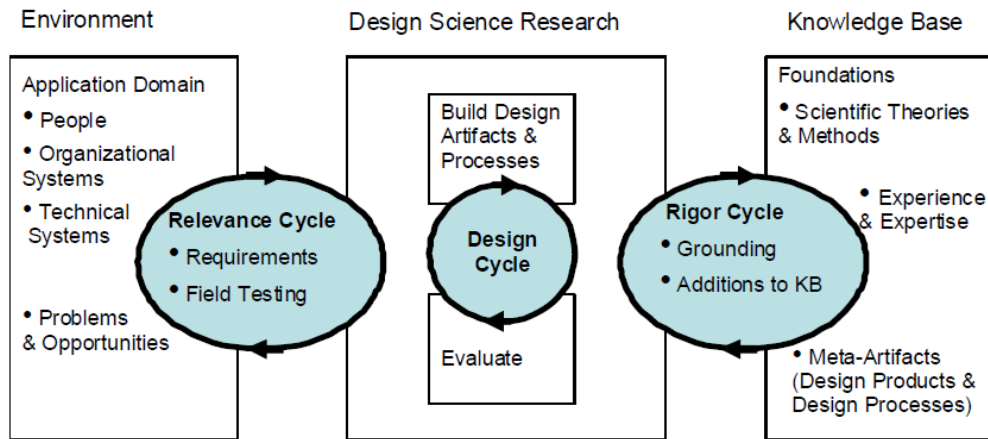 Environment
Design Science Research
Knowledge Base
Application Domain
• People
• Organizational
Systems
• Technical
Systems
• Problems
& Opportunities
Relevance Cycle
• Requirements
• Field Testing
Build Design
Artifacts &
Processes
Design
Cycle
Evaluate
Rigor Cycle
• Grounding
• Additions to KB
Foundations
• Scientific Theories
& Methods
• Experience
& Expertise
• Meta-Artifacts
(Design Products &
Design Processes)